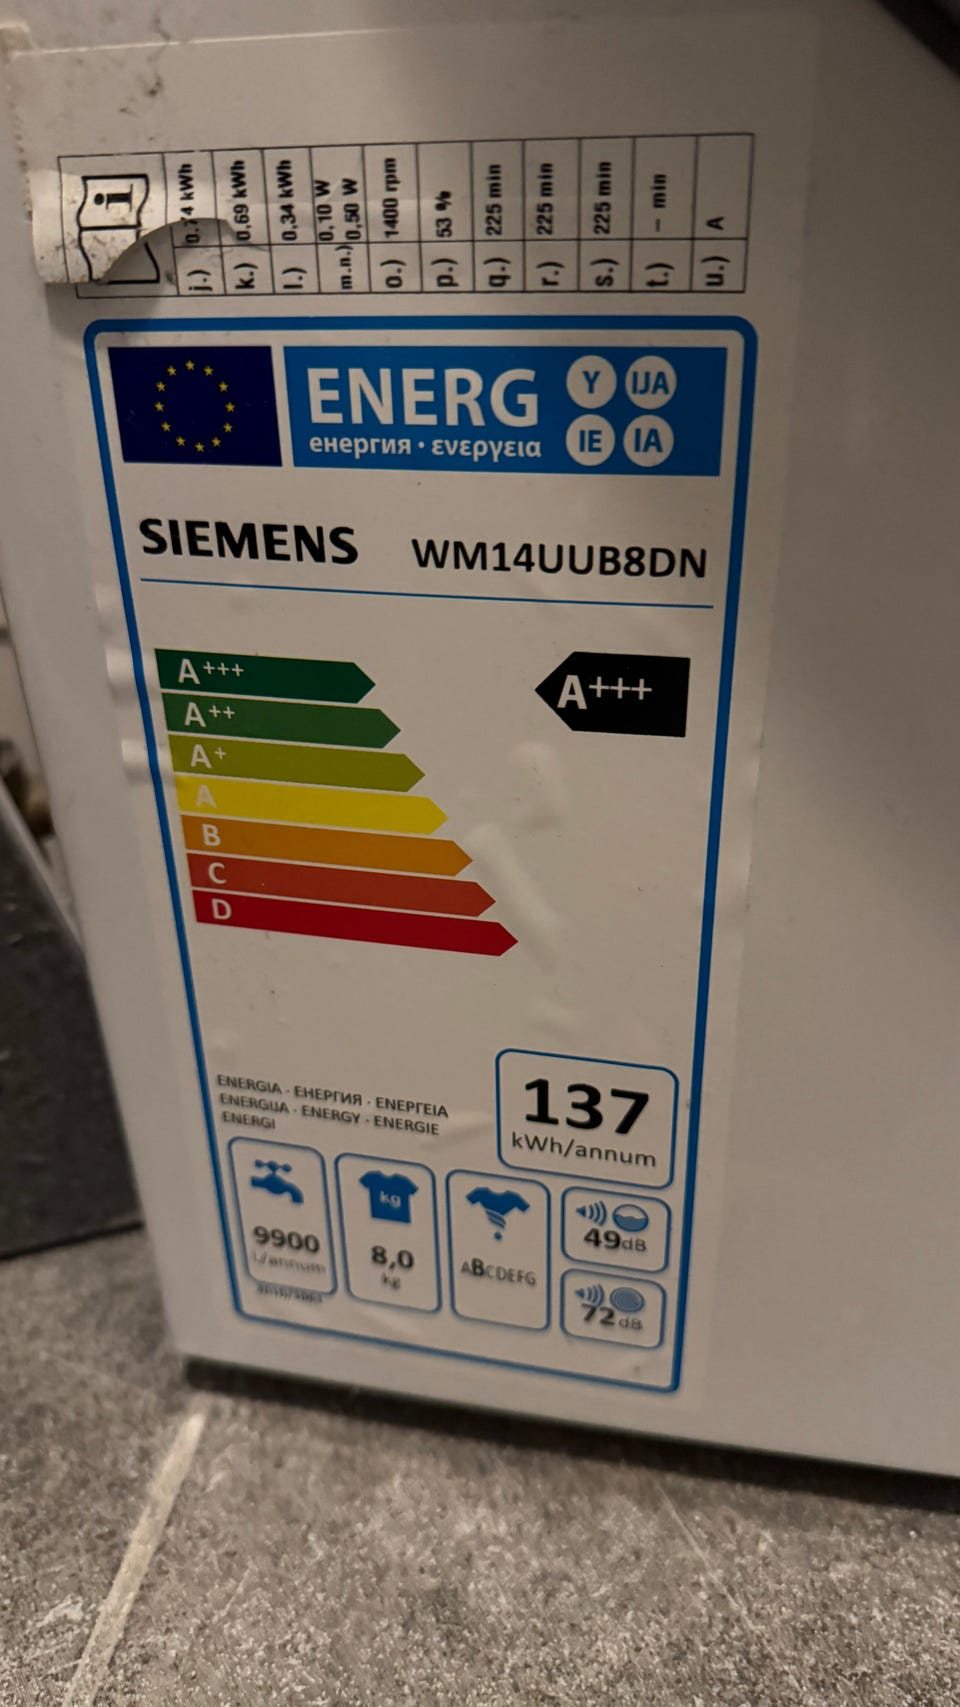 i
j.) 0.74 kWh
k.) 0.69 kWh
l.) 0.34 kWh
m.n.) 0,10 W 0,50 W
o.) 1400 rpm
p.) 53 %
q.) 225 min
r.) 225 min
s.) 225 min
t.) – min
u.) A
ENERG Y IJA
енергия · ενεργεια IE IA
SIEMENS WM14UUB8DN
A+++ A+++
A++
A+
A
B
C
D
ENERGIA · ЕНЕРГИЯ · ΕΝΕΡΓΕΙΑ
ENERGIJA · ENERGY · ENERGIE
ENERGI
137
kWh/annum
9900
L/annum
kg
8,0
kg
ABCDEFG
49dB
72dB